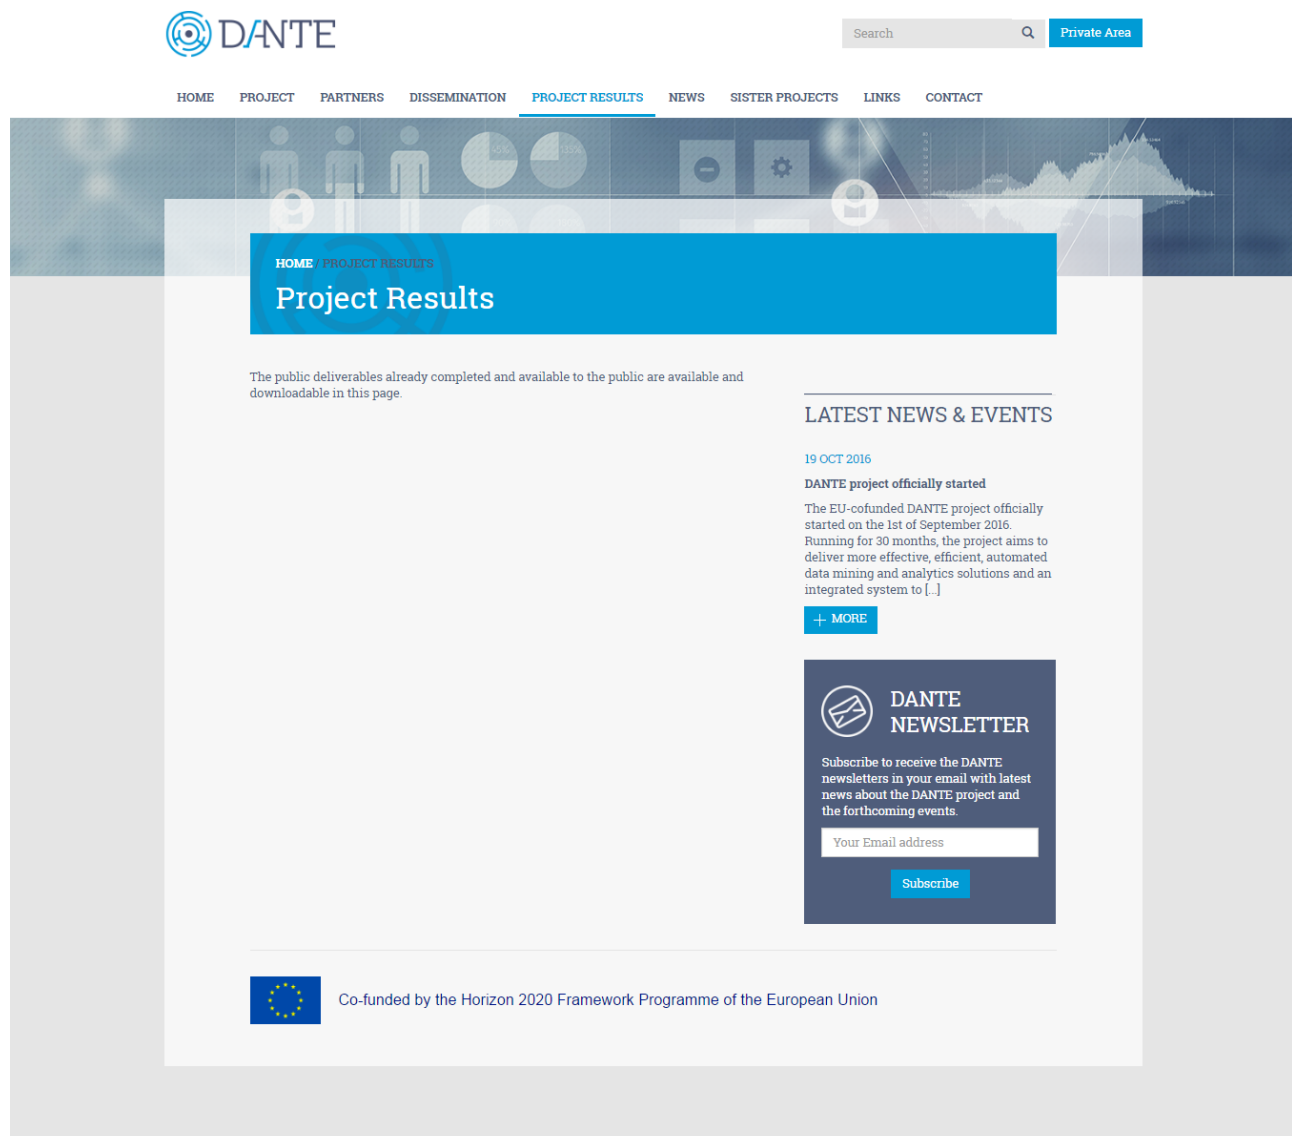 DANTE
Search
Private Area
HOME PROJECT PARTNERS DISSEMINATION PROJECT RESULTS NEWS SISTER PROJECTS LINKS CONTACT
45%
HOME / PROJECT RESULTS
Project Results
The public deliverables already completed and available to the public are available and
downloadable in this page.
LATEST NEWS & EVENTS
19 OCT 2016
DANTE project officially started
The EU-cofunded DANTE project officially
started on the 1st of September 2016.
Running for 30 months, the project aims to
deliver more effective, efficient, automated
data mining and analytics solutions and an
integrated system to [...]
MORE
DANTE
NEWSLETTER
Subscribe to receive the DANTE
newsletters in your email with latest
news about the DANTE project and
the forthcoming events.
Your Email address
Subscribe
Co-funded by the Horizon 2020 Framework Programme of the European Union